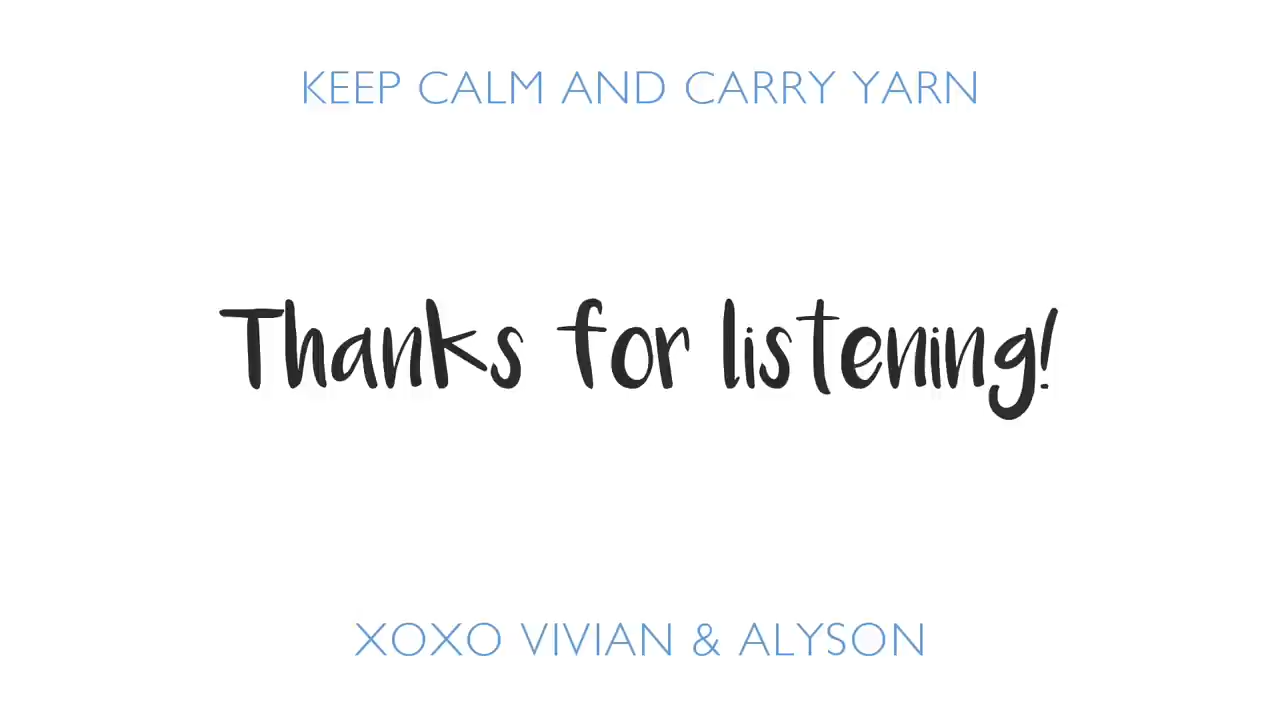 KEEP CALM AND CARRY YARN
Thanks for listening!
XOXO VIVIAN & ALYSON